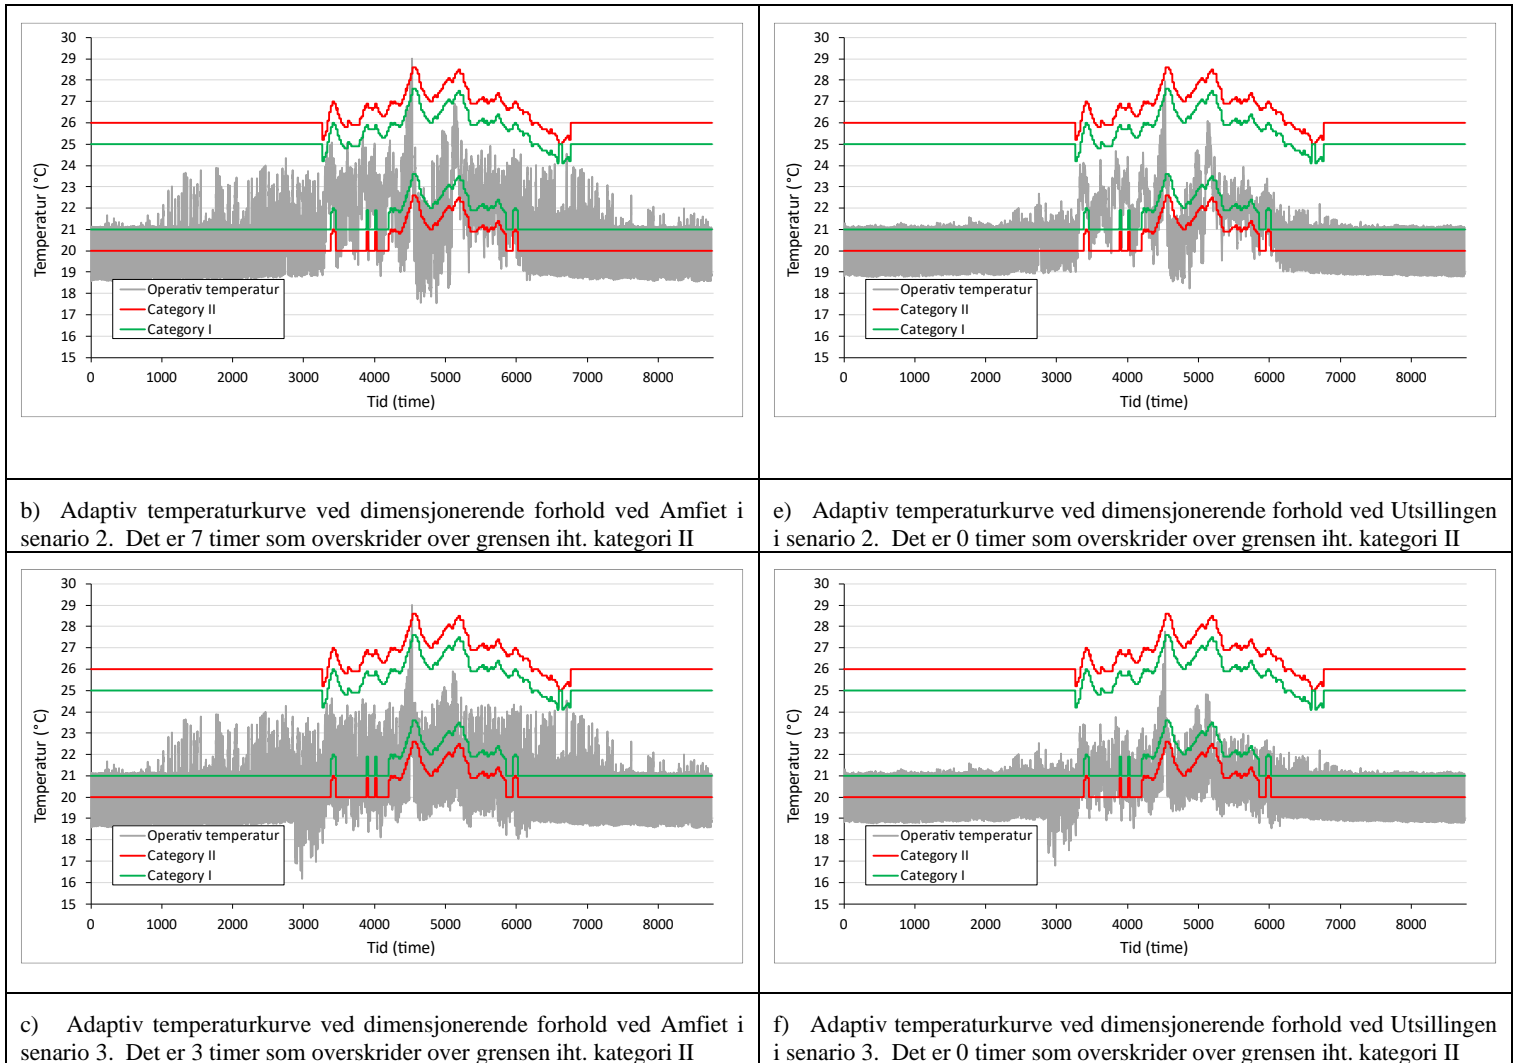 30
29
28
27
26
25
24
23
22
21
20
19
18
17
16
15
Temperatur (°C)
Operativ temperatur
Category II
Category I
0 1000 2000 3000 4000 5000 6000 7000 8000
Tid (time)
30
29
28
27
26
25
24
23
22
21
20
19
18
17
16
15
Temperatur (°C)
Operativ temperatur
Category II
Category I
0 1000 2000 3000 4000 5000 6000 7000 8000
Tid (time)
b) Adaptiv temperaturkurve ved dimensjonerende forhold ved Amfiet i
senario 2. Det er 7 timer som overskrider over grensen iht. kategori II
e) Adaptiv temperaturkurve ved dimensjonerende forhold ved Utsillingen
i senario 2. Det er 0 timer som overskrider over grensen iht. kategori II
30
29
28
27
26
25
24
23
22
21
20
19
18
17
16
15
Temperatur (°C)
Operativ temperatur
Category II
Category I
0 1000 2000 3000 4000 5000 6000 7000 8000
Tid (time)
30
29
28
27
26
25
24
23
22
21
20
19
18
17
16
15
Temperatur (°C)
Operativ temperatur
Category II
Category I
0 1000 2000 3000 4000 5000 6000 7000 8000
Tid (time)
c) Adaptiv temperaturkurve ved dimensjonerende forhold ved Amfiet i
senario 3. Det er 3 timer som overskrider over grensen iht. kategori II
f) Adaptiv temperaturkurve ved dimensjonerende forhold ved Utsillingen
i senario 3. Det er 0 timer som overskrider over grensen iht. kategori II